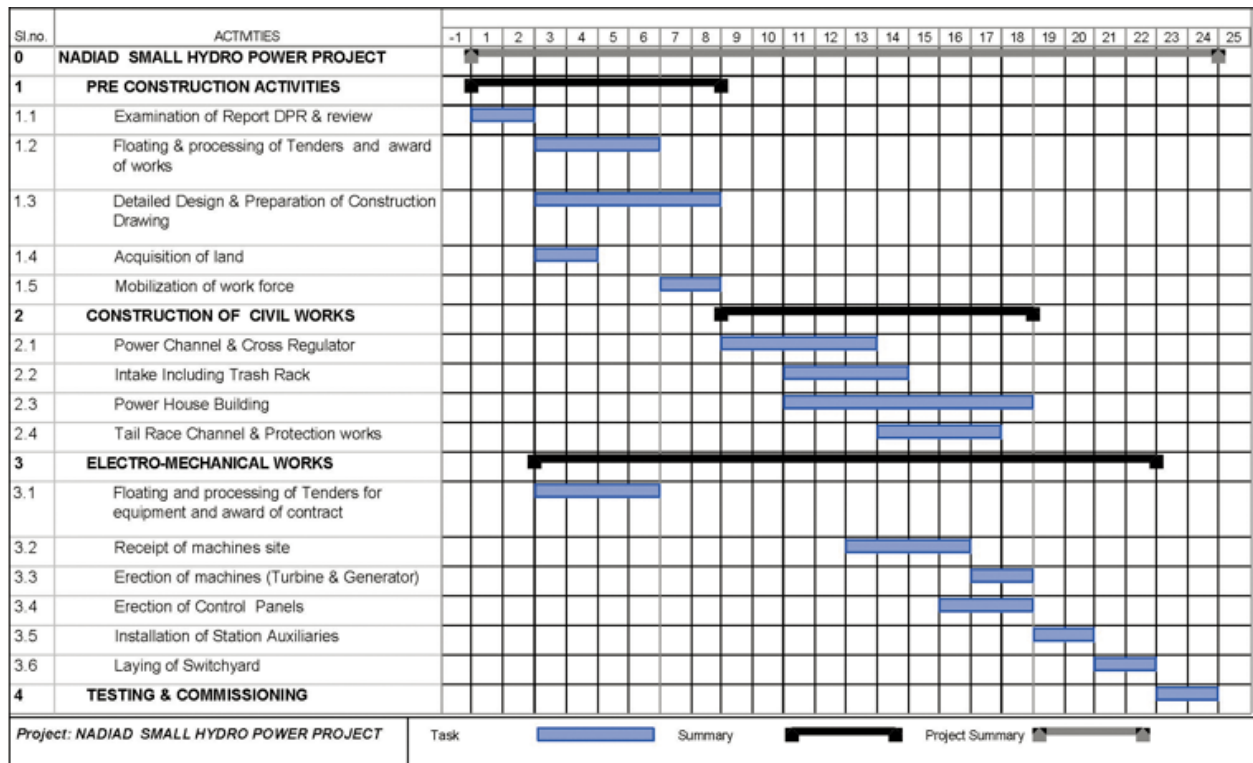 Sl.no. ACTIVITIES -1 1 2 3 4 5 6 7 8 9 10 11 12 13 14 15 16 17 18 19 20 21 22 23 24 25
0 NADIAD SMALL HYDRO POWER PROJECT
1 PRE CONSTRUCTION ACTIVITIES
1.1 Examination of Report DPR & review
1.2 Floating & processing of Tenders and award
of works
1.3 Detailed Design & Preparation of Construction
Drawing
1.4 Acquisition of land
1.5 Mobilization of work force
2 CONSTRUCTION OF CIVIL WORKS
2.1 Power Channel & Cross Regulator
2.2 Intake Including Trash Rack
2.3 Power House Building
2.4 Tail Race Channel & Protection works
3 ELECTRO-MECHANICAL WORKS
3.1 Floating and processing of Tenders for
equipment and award of contract
3.2 Receipt of machines site
3.3 Erection of machines (Turbine & Generator)
3.4 Erection of Control Panels
3.5 Installation of Station Auxiliaries
3.6 Laying of Switchyard
4 TESTING & COMMISSIONING
Project: NADIAD SMALL HYDRO POWER PROJECT Task Summary Project Summary